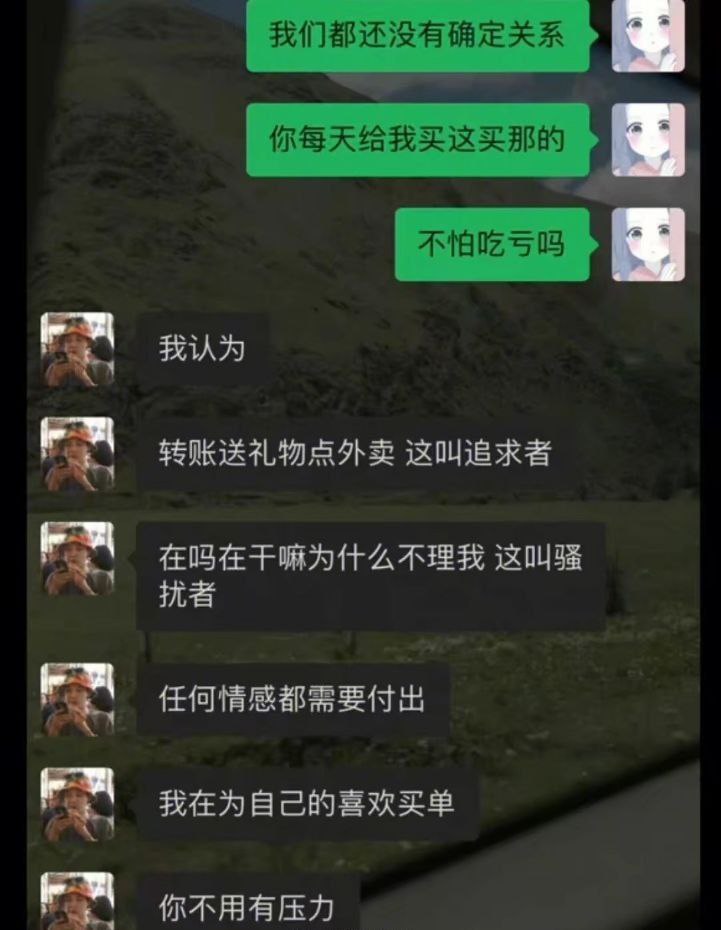 我们都还没有确定关系
你每天给我买这买那的
不怕吃亏吗
我认为
转账送礼物点外卖 这叫追求者
在吗在干嘛为什么不理我 这叫骚
扰者
任何情感都需要付出
我在为自己的喜欢买单
你不用有压力